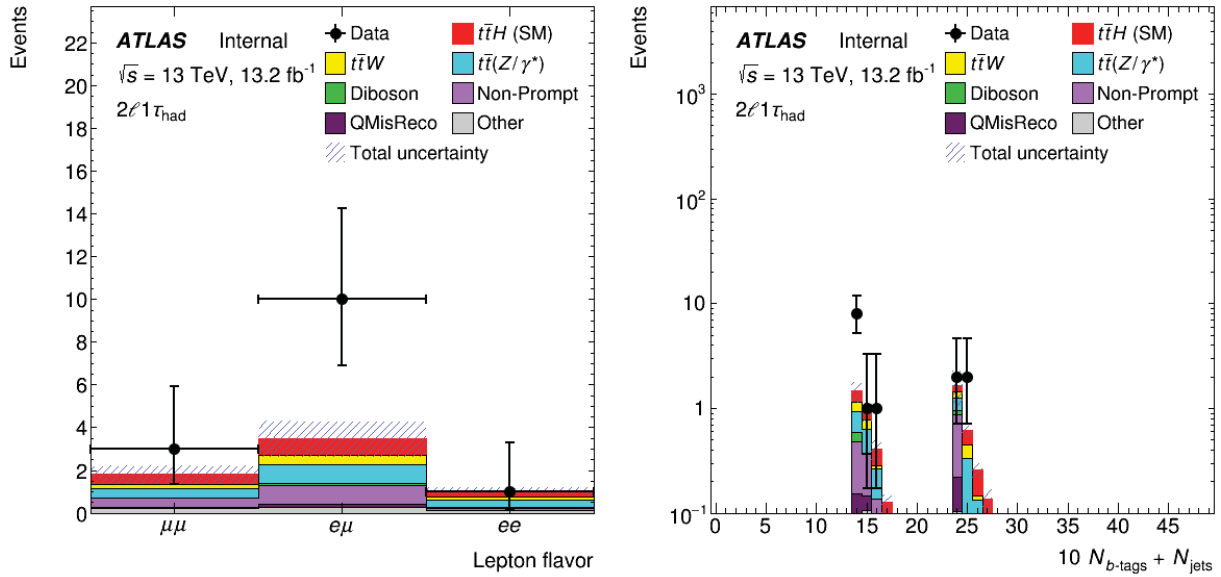 Events
22
20
18
16
14
12
10
8
6
4
2
0
ATLAS Internal
√s = 13 TeV, 13.2 fb⁻¹
2ℓ1τhad
Data
tt̄H (SM)
tt̄W
tt̄(Z/γ*)
Diboson
Non-Prompt
QMisReco
Other
Total uncertainty
μμ eμ ee
Lepton flavor
Events
10³
10²
10
1
10⁻¹
ATLAS Internal
√s = 13 TeV, 13.2 fb⁻¹
2ℓ1τhad
Data
tt̄H (SM)
tt̄W
tt̄(Z/γ*)
Diboson
Non-Prompt
QMisReco
Other
Total uncertainty
0 5 10 15 20 25 30 35 40 45
10 Nb-tags + Njets